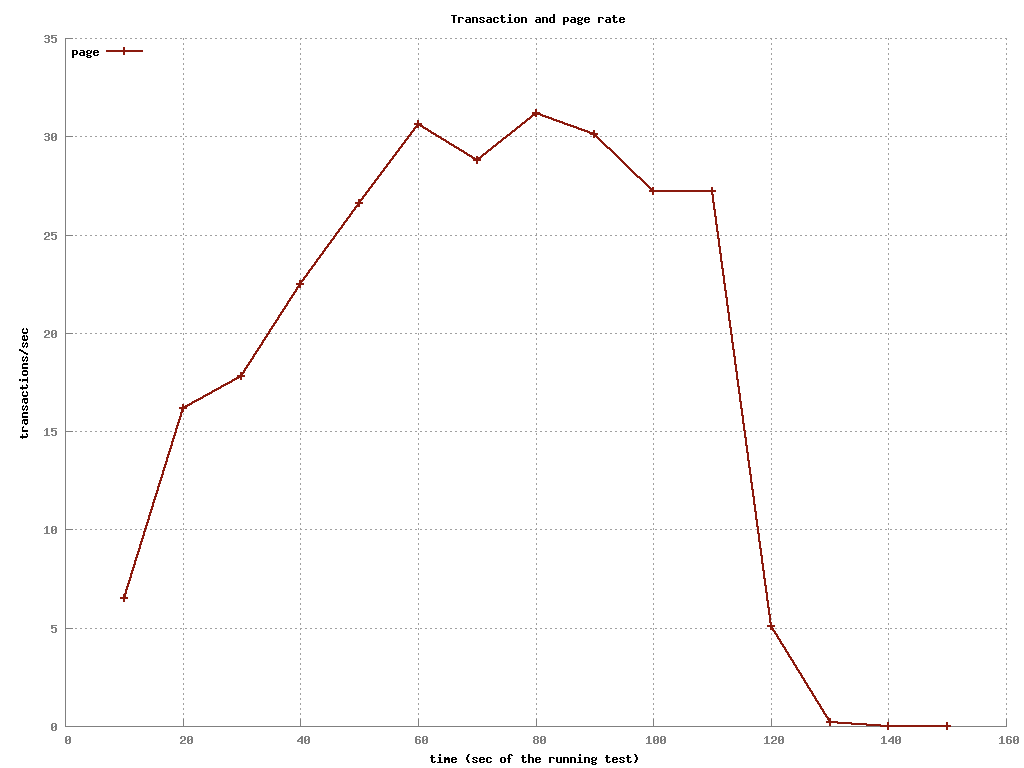 Transaction and page rate
35
page
30
25
20
transactions/sec
15
10
5
0
0 20 40 60 80 100 120 140 160
time (sec of the running test)